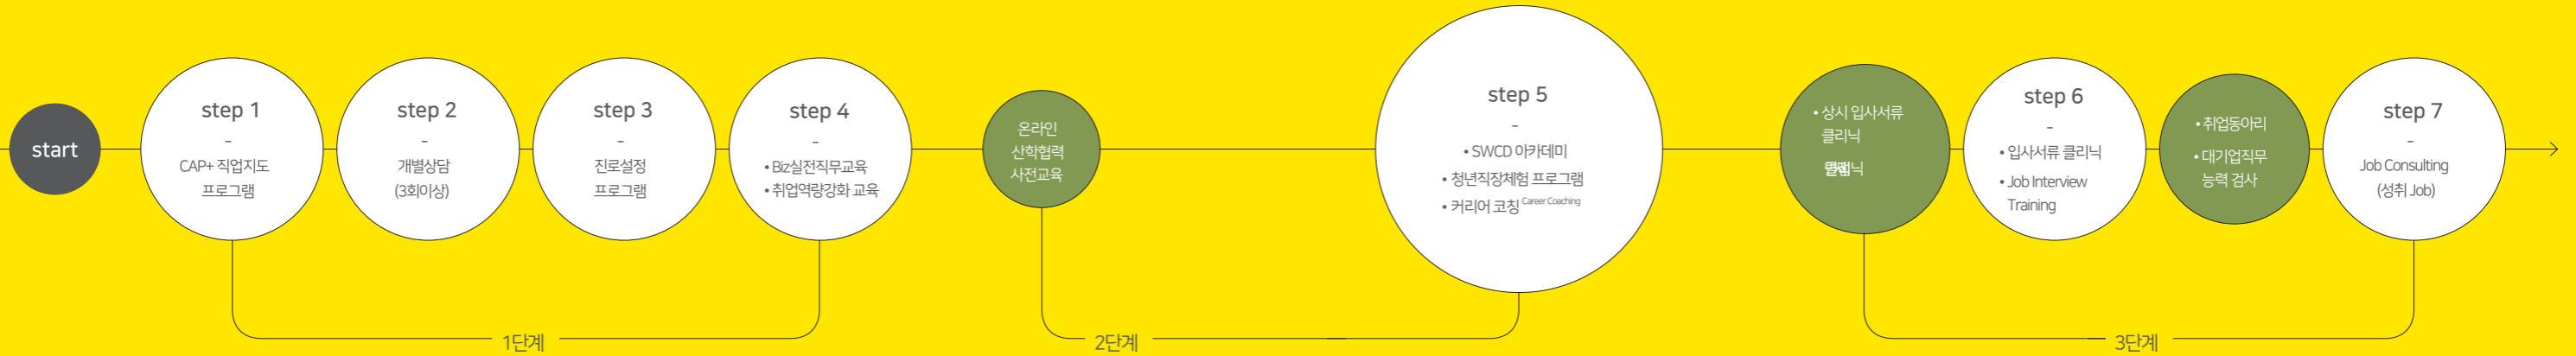 start
step 1
-
CAP+ 직업지도
프로그램
step 2
-
개별상담
(3회이상)
step 3
-
진로설정
프로그램
step 4
-
• Biz실전직무교육
• 취업역량강화 교육
온라인
산학협력
사전교육
step 5
-
• SWCD 아카데미
• 청년직장체험 프로그램
• 커리어 코칭 Career Coaching
• 상시 입사서류
클리닉
step 6
-
• 입사서류 클리닉
• Job Interview
Training
• 취업동아리
• 대기업직무
능력 검사
step 7
-
Job Consulting
(성취 Job)
1단계
2단계
3단계